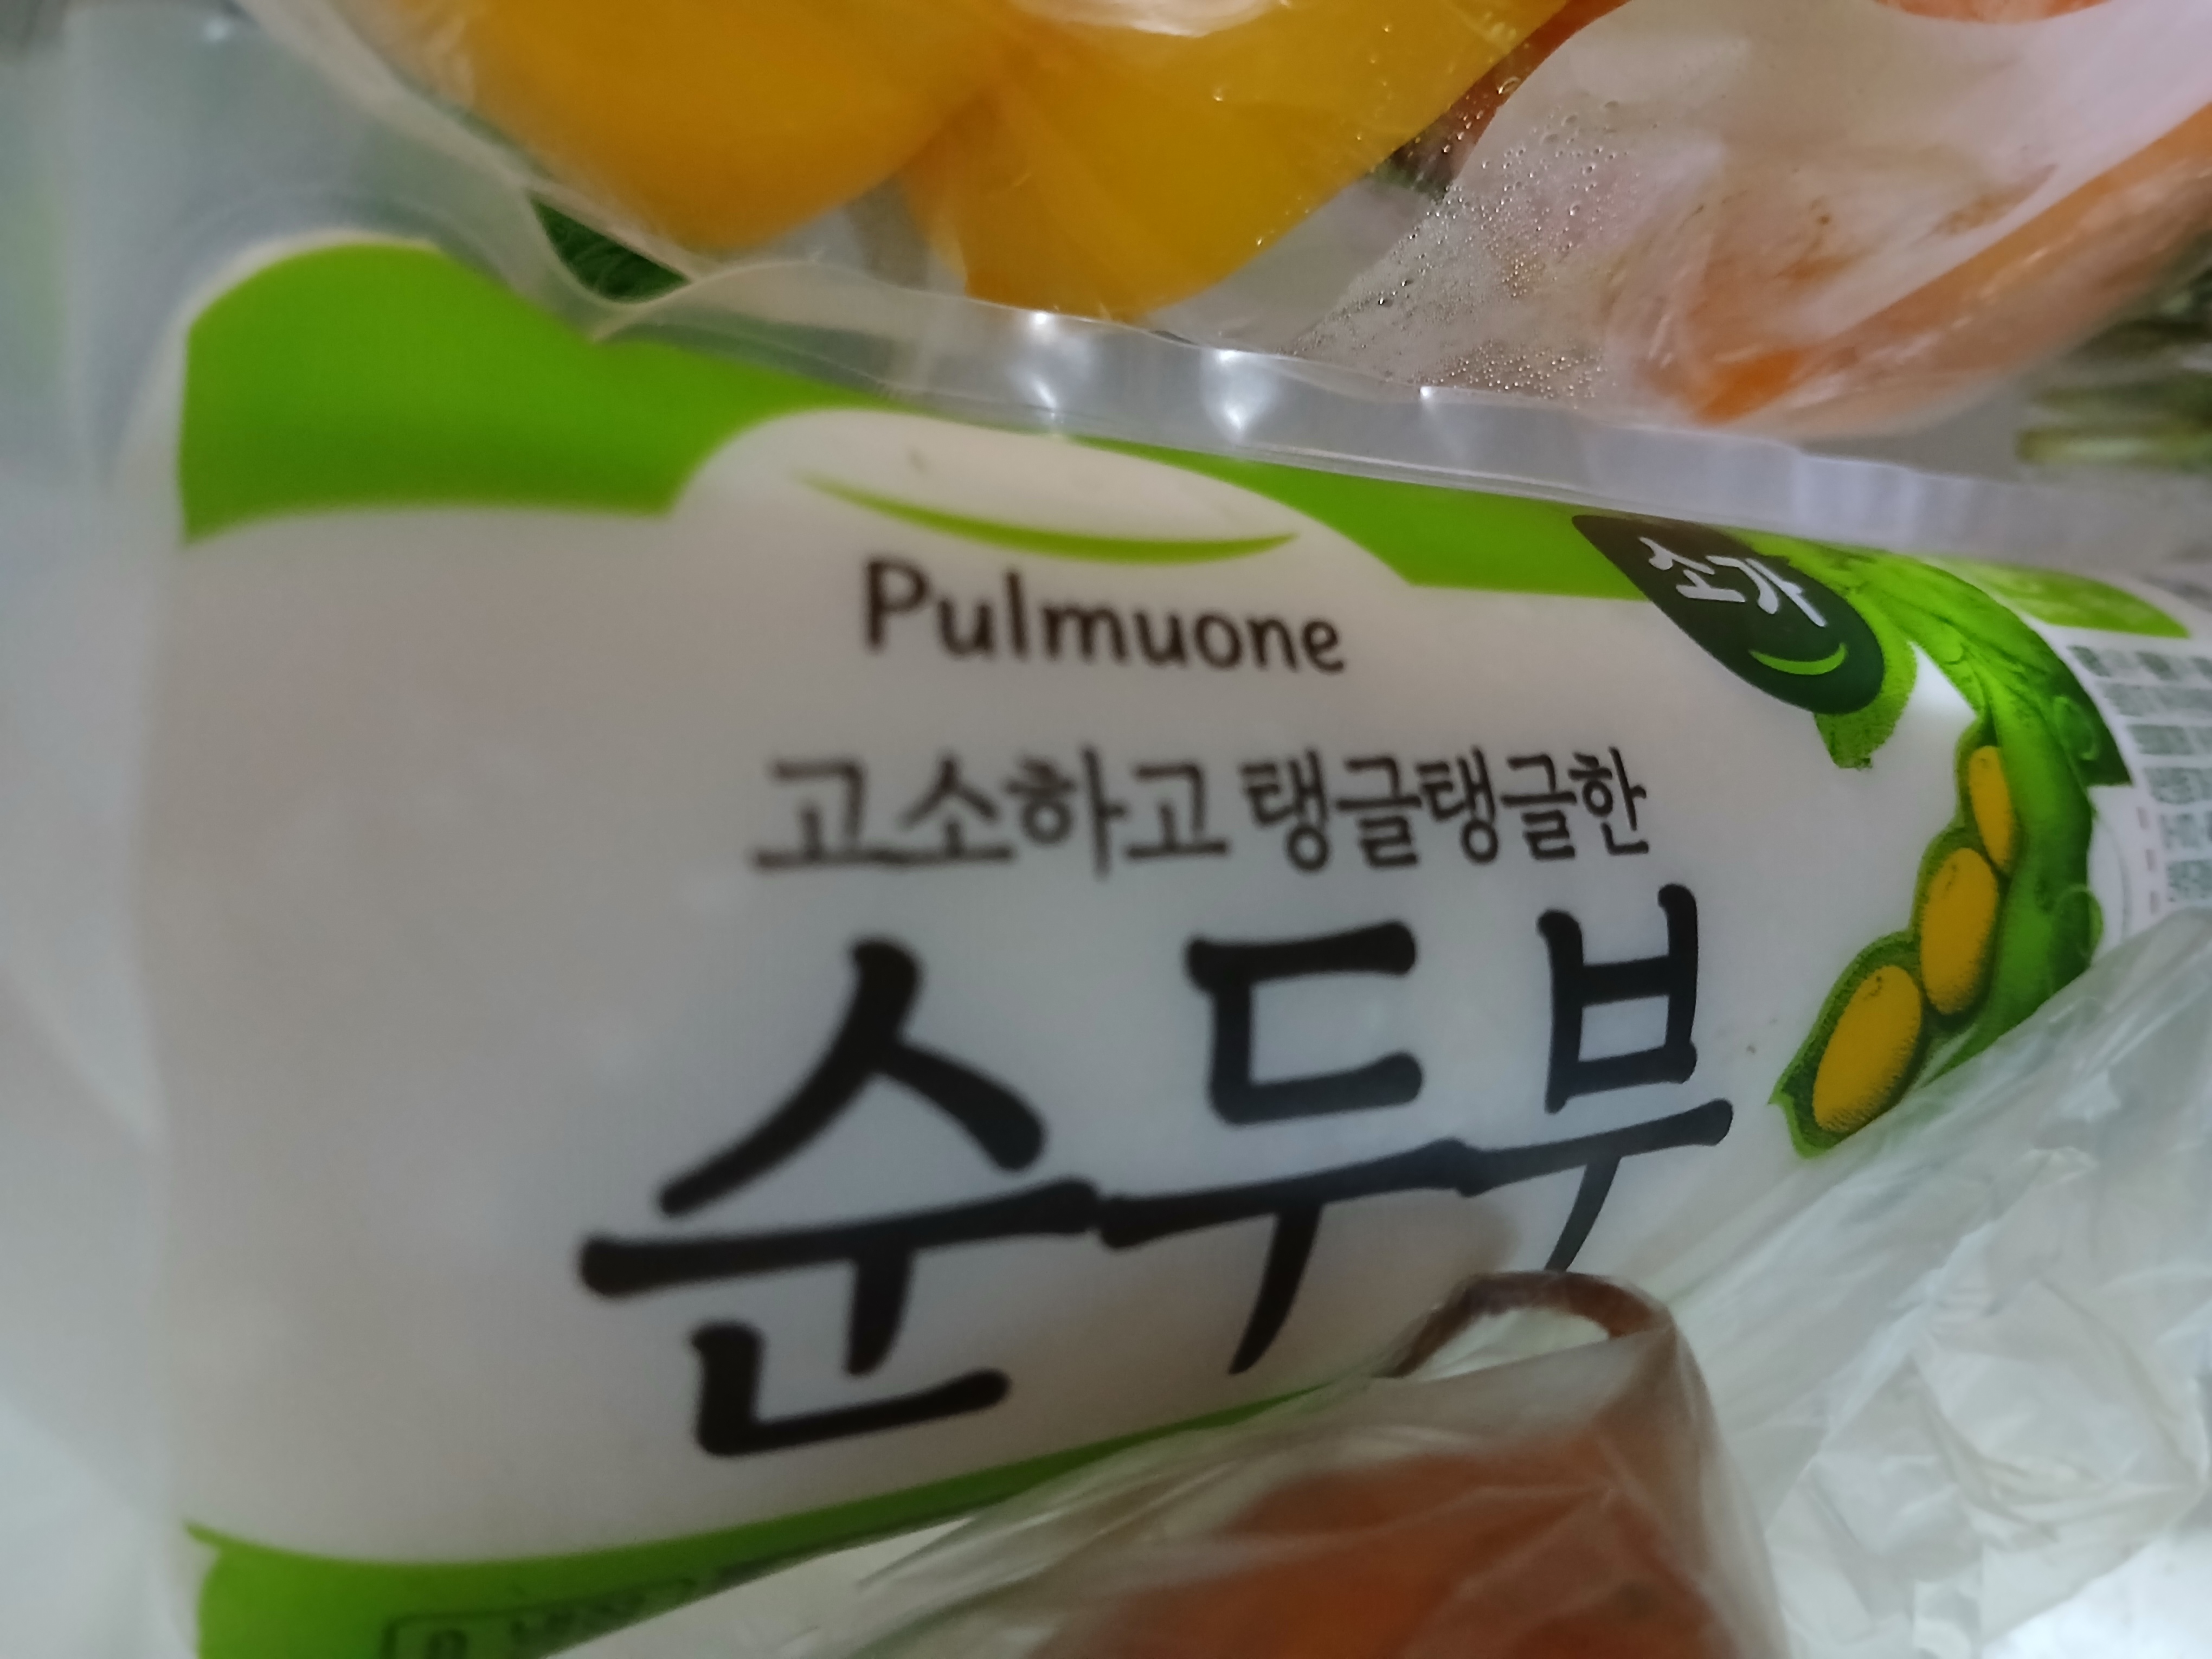 Pulmuone
소가
고소하고 탱글탱글한
순두부